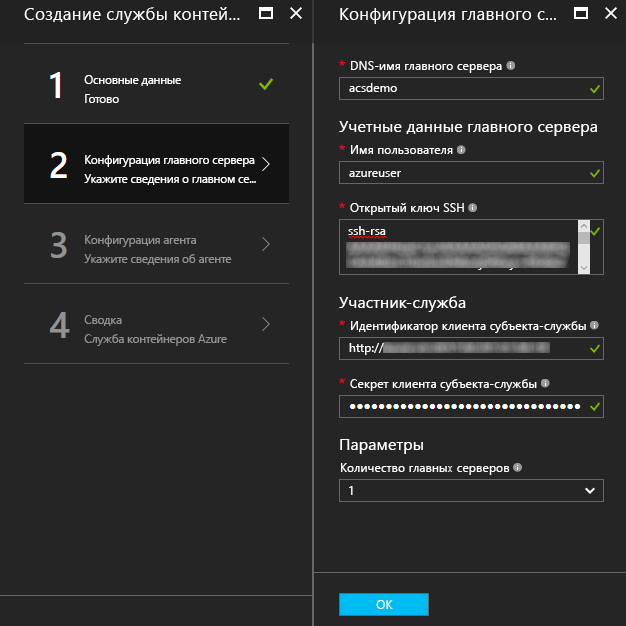 Создание службы контей...
1
Основные данные
Готово
2
Конфигурация главного сервера
Укажите сведения о главном се...
3
Конфигурация агента
Укажите сведения об агенте
4
Сводка
Служба контейнеров Azure
Конфигурация главного с...
* DNS-имя главного сервера
acsdemo
Учетные данные главного сервера
* Имя пользователя
azureuser
* Открытый ключ SSH
ssh-rsa
Участник-служба
* Идентификатор клиента субъекта-службы
http://
* Секрет клиента субъекта-службы
Параметры
Количество главных серверов
1
OK